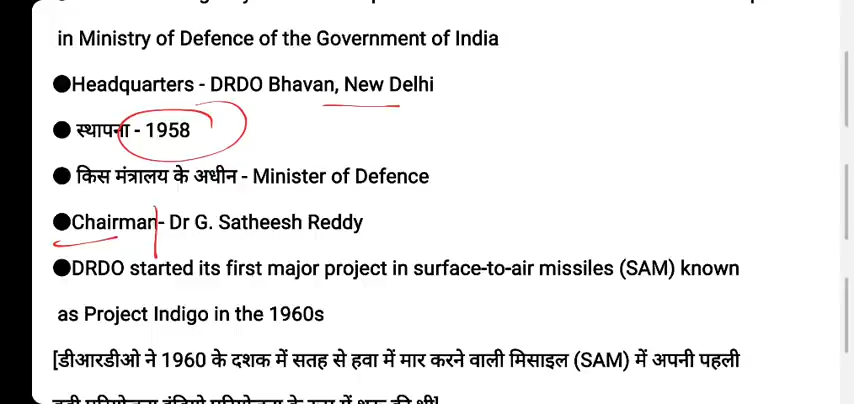 in Ministry of Defence of the Government of India
●Headquarters - DRDO Bhavan, New Delhi
● स्थापना - 1958
● किस मंत्रालय के अधीन - Minister of Defence
●Chairman- Dr G. Satheesh Reddy
●DRDO started its first major project in surface-to-air missiles (SAM) known
as Project Indigo in the 1960s
[डीआरडीओ ने 1960 के दशक में सतह से हवा में मार करने वाली मिसाइल (SAM) में अपनी पहली